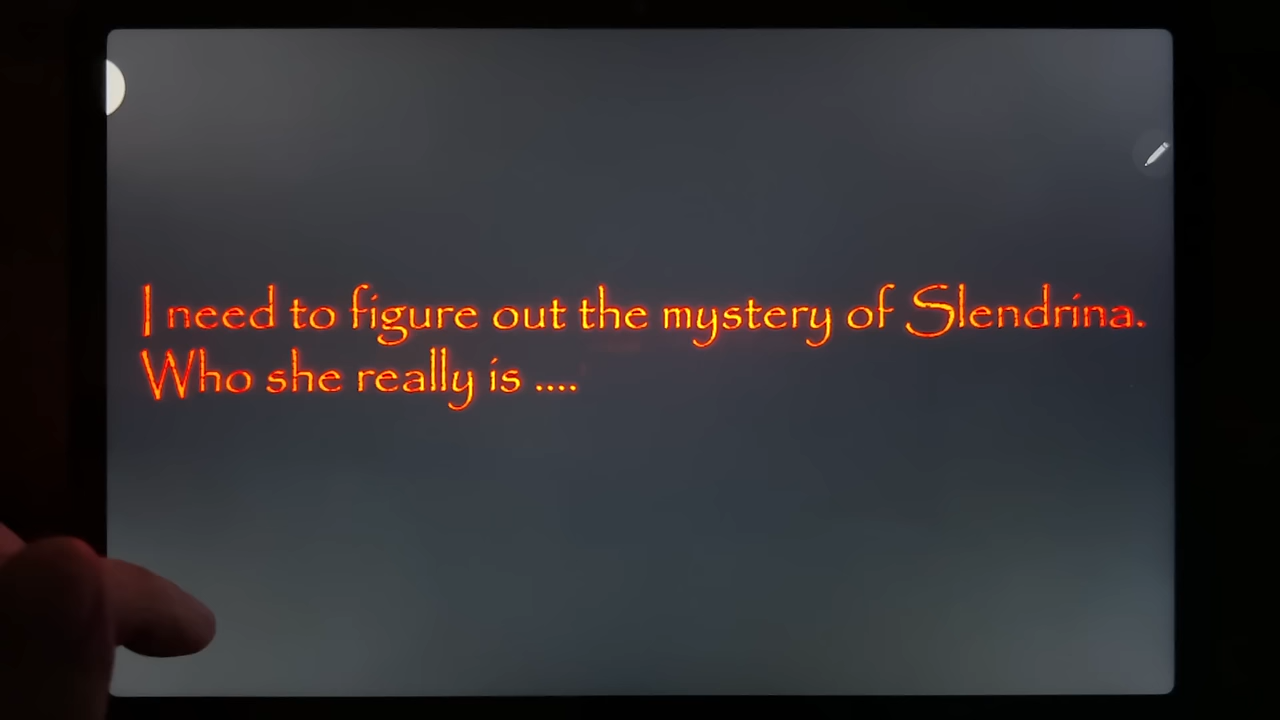 I need to figure out the mystery of Slendrina.
Who she really is ....